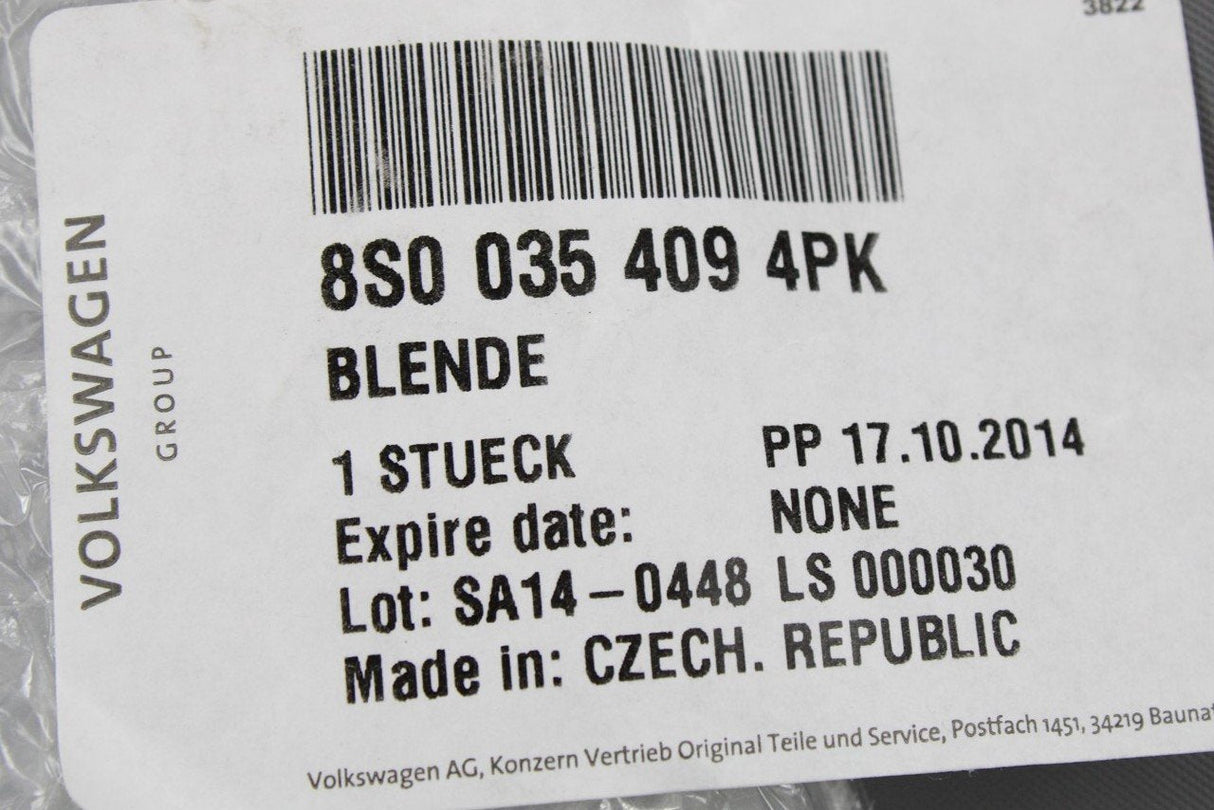 3822
8S0 035 409 4PK
BLENDE
1 STUECK PP 17.10.2014
Expire date: NONE
Lot: SA14-0448 LS 000030
Made in: CZECH. REPUBLIC
Volkswagen AG, Konzern Vertrieb Original Teile und Service, Postfach 1451, 34219
VOLKSWAGEN
GROUP